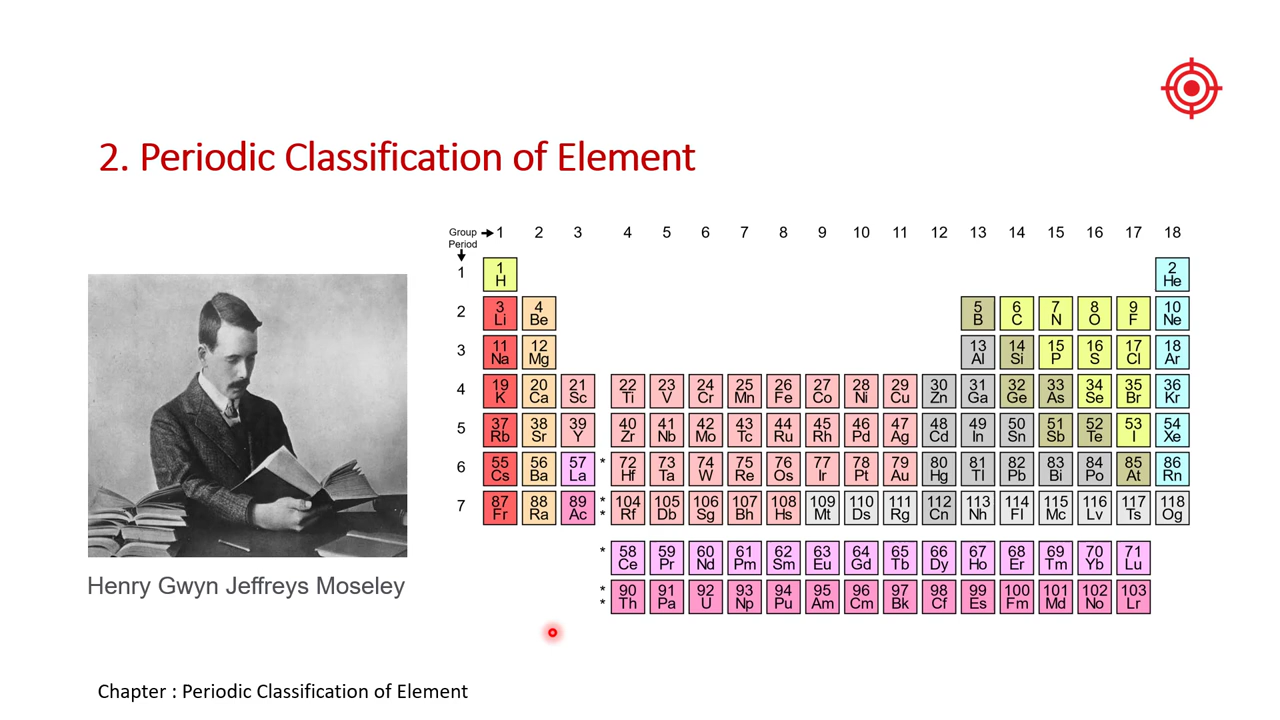 2. Periodic Classification of Element
Group → 1 2 3 4 5 6 7 8 9 10 11 12 13 14 15 16 17 18
Period
1 1 H 2 He
2 3 Li 4 Be 5 B 6 C 7 N 8 O 9 F 10 Ne
3 11 Na 12 Mg 13 Al 14 Si 15 P 16 S 17 Cl 18 Ar
4 19 K 20 Ca 21 Sc 22 Ti 23 V 24 Cr 25 Mn 26 Fe 27 Co 28 Ni 29 Cu 30 Zn 31 Ga 32 Ge 33 As 34 Se 35 Br 36 Kr
5 37 Rb 38 Sr 39 Y 40 Zr 41 Nb 42 Mo 43 Tc 44 Ru 45 Rh 46 Pd 47 Ag 48 Cd 49 In 50 Sn 51 Sb 52 Te 53 I 54 Xe
6 55 Cs 56 Ba 57 La * 72 Hf 73 Ta 74 W 75 Re 76 Os 77 Ir 78 Pt 79 Au 80 Hg 81 Tl 82 Pb 83 Bi 84 Po 85 At 86 Rn
7 87 Fr 88 Ra 89 Ac ** 104 Rf 105 Db 106 Sg 107 Bh 108 Hs 109 Mt 110 Ds 111 Rg 112 Cn 113 Nh 114 Fl 115 Mc 116 Lv 117 Ts 118 Og
* 58 Ce 59 Pr 60 Nd 61 Pm 62 Sm 63 Eu 64 Gd 65 Tb 66 Dy 67 Ho 68 Er 69 Tm 70 Yb 71 Lu
** 90 Th 91 Pa 92 U 93 Np 94 Pu 95 Am 96 Cm 97 Bk 98 Cf 99 Es 100 Fm 101 Md 102 No 103 Lr
Henry Gwyn Jeffreys Moseley
Chapter : Periodic Classification of Element